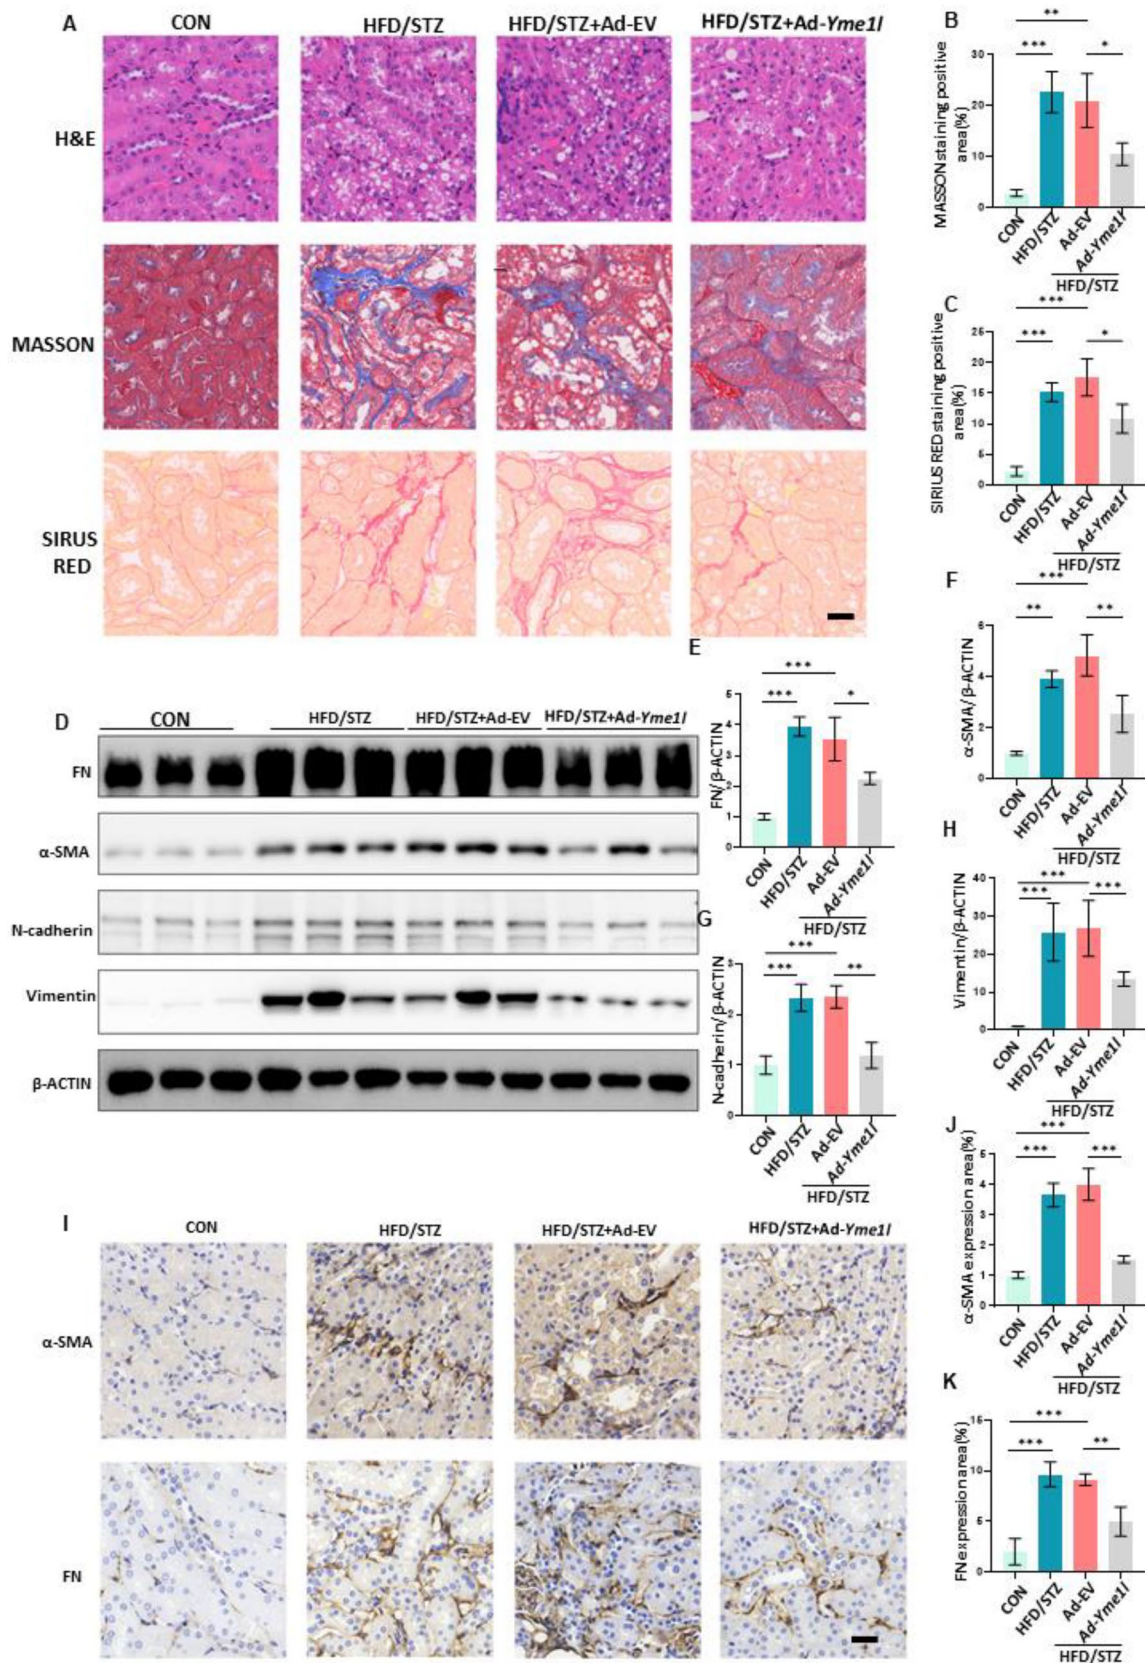 A
CON
HFD/STZ
HFD/STZ+Ad-EV
HFD/STZ+Ad-Yme1l
H&E
MASSON
SIRUS
RED
B
** 
*** *
MASSON staining positive
area(%)
30
20
10
0
CON
HFD/STZ
Ad-EV
Ad-Yme1l
HFD/STZ
C
***
*** *
SIRIUS RED staining positive
area(%)
25
20
15
10
5
0
CON
HFD/STZ
Ad-EV
Ad-Yme1l
HFD/STZ
D
CON
HFD/STZ
HFD/STZ+Ad-EV
HFD/STZ+Ad-Yme1l
FN
α-SMA
N-cadherin
Vimentin
β-ACTIN
E
***
*** *
FN/β-ACTIN
5
4
3
2
1
0
CON
HFD/STZ
Ad-EV
Ad-Yme1l
HFD/STZ
F
***
** **
α-SMA/β-ACTIN
6
4
2
0
CON
HFD/STZ
Ad-EV
Ad-Yme1l
HFD/STZ
G
***
*** **
N-cadherin/β-ACTIN
3
2
1
0
CON
HFD/STZ
Ad-EV
Ad-Yme1l
HFD/STZ
H
***
*** ***
Vimentin/β-ACTIN
40
30
20
10
0
CON
HFD/STZ
Ad-EV
Ad-Yme1l
HFD/STZ
I
CON
HFD/STZ
HFD/STZ+Ad-EV
HFD/STZ+Ad-Yme1l
α-SMA
FN
J
***
*** ***
α-SMA expression area(%)
5
4
3
2
1
0
CON
HFD/STZ
Ad-EV
Ad-Yme1l
HFD/STZ
K
***
*** **
FN expression area(%)
15
10
5
0
CON
HFD/STZ
Ad-EV
Ad-Yme1l
HFD/STZ